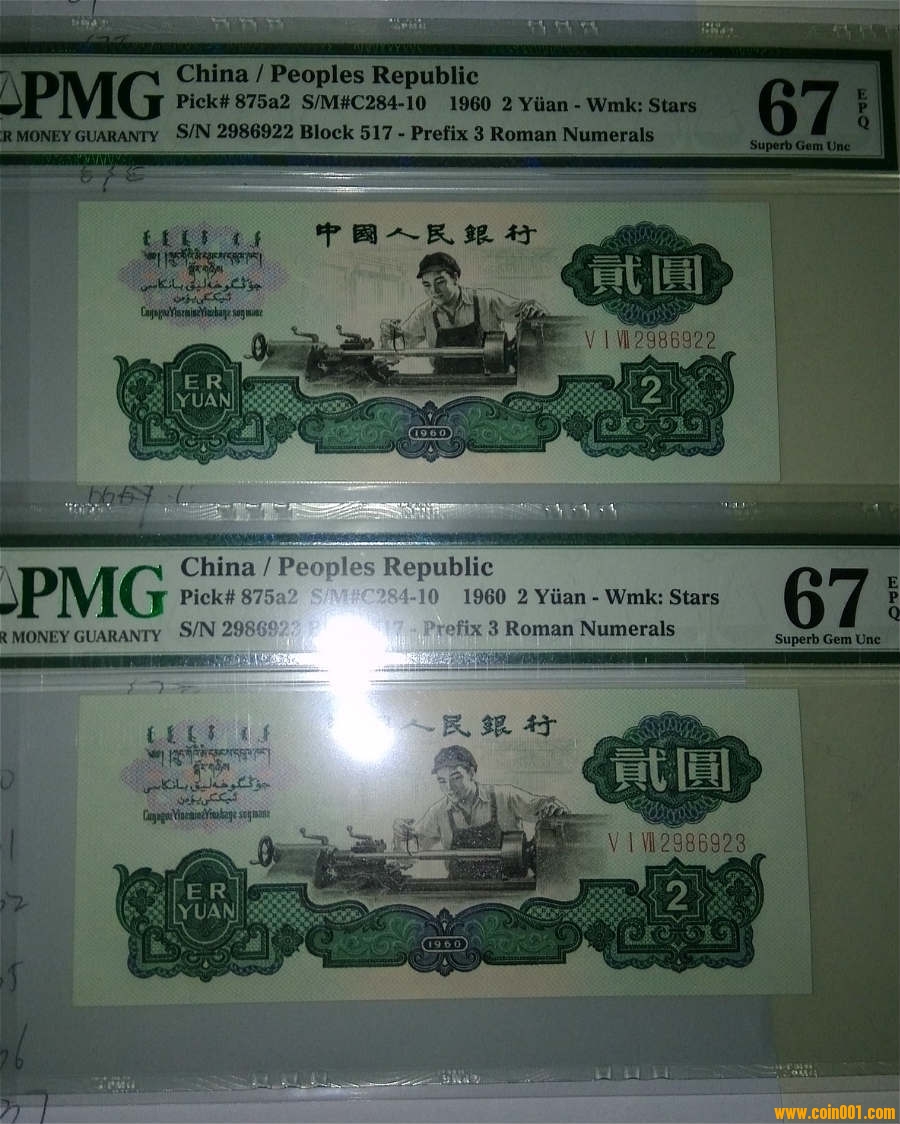 PMG
ER MONEY GUARANTY
China / Peoples Republic
Pick# 875a2 S/M#C284-10 1960 2 Yüan - Wmk: Stars
S/N 2986922 Block 517 - Prefix 3 Roman Numerals
67
EPQ
Superb Gem Unc
中國人民銀行
貳圓
V I VII 2986922
ER
YUAN
2
1960
PMG
ER MONEY GUARANTY
China / Peoples Republic
Pick# 875a2 S/M#C284-10 1960 2 Yüan - Wmk: Stars
S/N 2986923 517 - Prefix 3 Roman Numerals
67
EPQ
Superb Gem Unc
人民銀行
貳圓
V I VII 2986923
ER
YUAN
2
1960
www.coin001.com